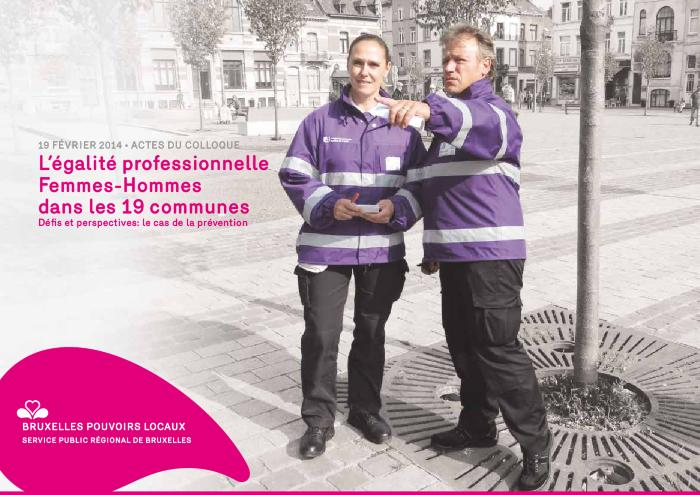 19 FÉVRIER 2014 • ACTES DU COLLOQUE
L'égalité professionnelle
Femmes-Hommes
dans les 19 communes
Défis et perspectives: le cas de la prévention
BRUXELLES POUVOIRS LOCAUX
SERVICE PUBLIC RÉGIONAL DE BRUXELLES